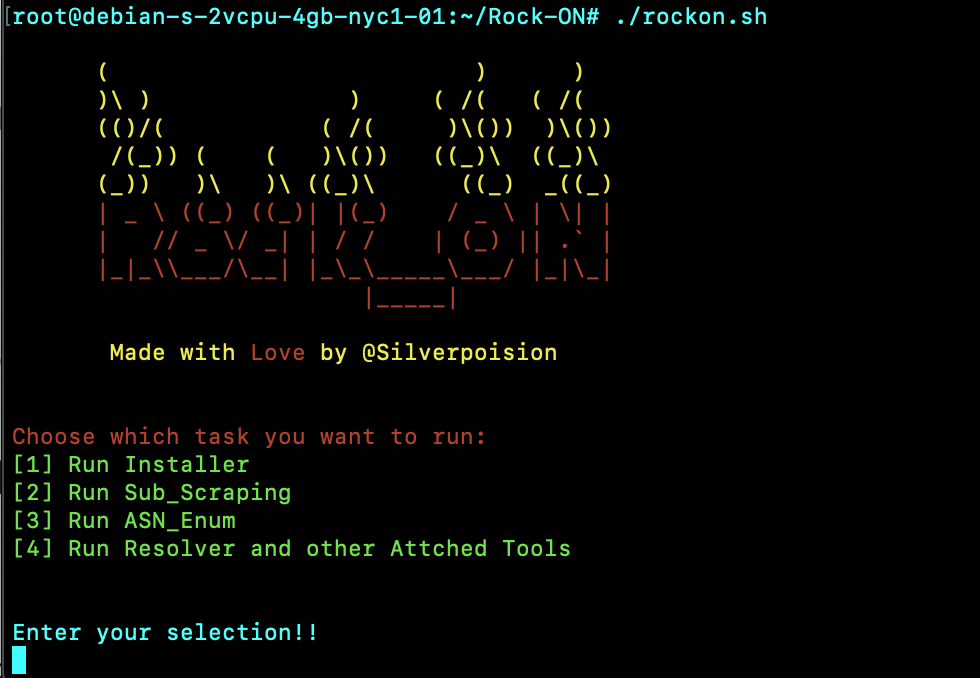 [root@debian-s-2vcpu-4gb-nyc1-01:~/Rock-ON# ./rockon.sh
(                                )        )
)\ )                 )      ( /(    ( /(
(()/(              ( /(      )\())   )\())
/(_)) (     (    )\())    ((_)\   ((_)\
(_))    )\    )\ ((_)\        ((_)   _((_)
| _ \ ((_) ((_)| |(_)     / _ \ | \| |
|   // _ \/ _| | / /     | (_) || .` |
|_|_\\___/\__| |_\_\_____\___/ |_|\_|
|_____|
Made with Love by @Silverpoision
Choose which task you want to run:
[1] Run Installer
[2] Run Sub_Scraping
[3] Run ASN_Enum
[4] Run Resolver and other Attched Tools
Enter your selection!!